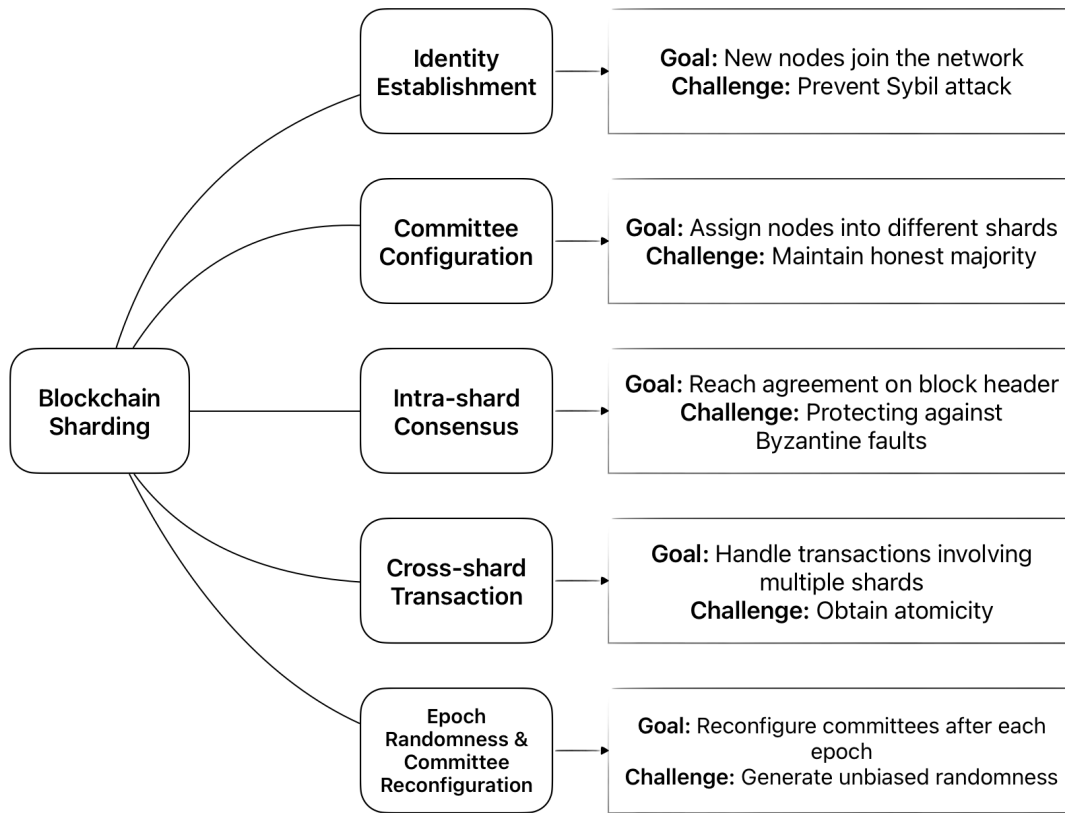 Identity
Establishment
Goal: New nodes join the network
Challenge: Prevent Sybil attack
Committee
Configuration
Goal: Assign nodes into different shards
Challenge: Maintain honest majority
Blockchain
Sharding
Intra-shard
Consensus
Goal: Reach agreement on block header
Challenge: Protecting against
Byzantine faults
Cross-shard
Transaction
Goal: Handle transactions involving
multiple shards
Challenge: Obtain atomicity
Epoch
Randomness &
Committee
Reconfiguration
Goal: Reconfigure committees after each
epoch
Challenge: Generate unbiased randomness